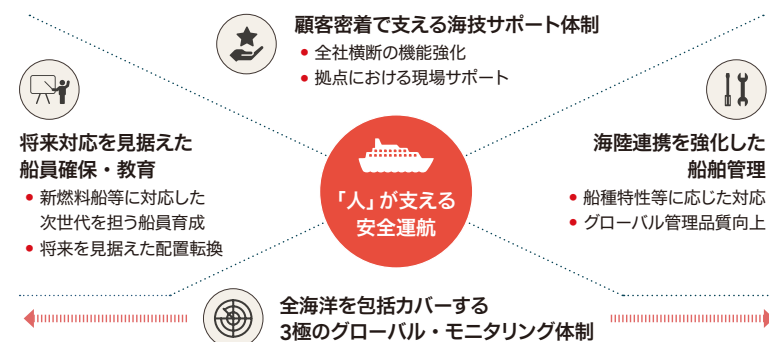 顧客密着で支える海技サポート体制
• 全社横断の機能強化
• 拠点における現場サポート
将来対応を見据えた
船員確保・教育
• 新燃料船等に対応した
次世代を担う船員育成
• 将来を見据えた配置転換
「人」が支える
安全運航
海陸連携を強化した
船舶管理
• 船種特性等に応じた対応
• グローバル管理品質向上
全海洋を包括カバーする
3極のグローバル・モニタリング体制